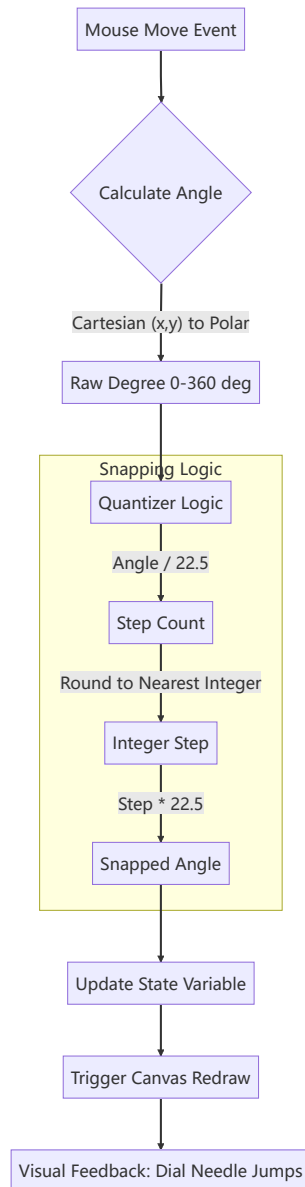 Mouse Move Event
Calculate Angle
Cartesian (x,y) to Polar
Raw Degree 0-360 deg
Snapping Logic
Quantizer Logic
Angle / 22.5
Step Count
Round to Nearest Integer
Integer Step
Step * 22.5
Snapped Angle
Update State Variable
Trigger Canvas Redraw
Visual Feedback: Dial Needle Jumps